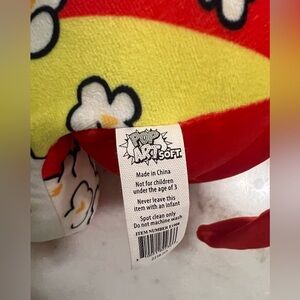 POP
ART
SOFT
Made in China
Not for children
under the age of 3
Never leave this
item with an infant
Spot clean only
Do not machine wash